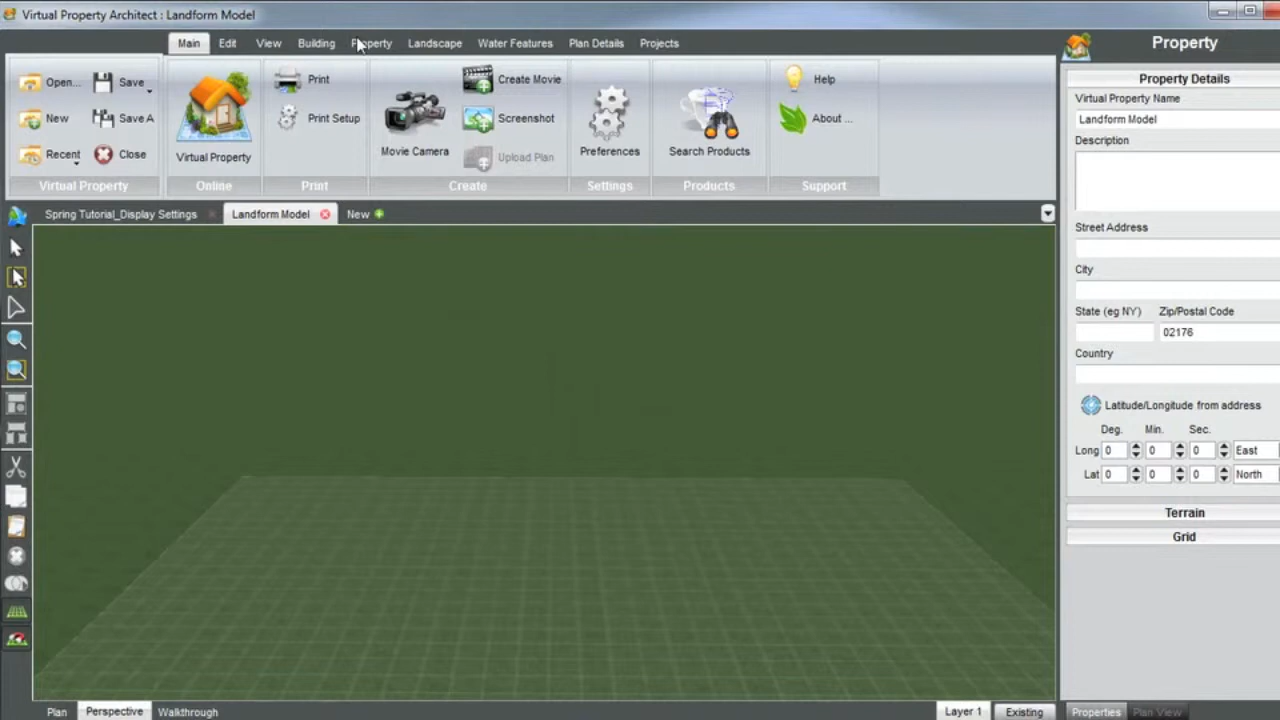 Virtual Property Architect : Landform Model
Main Edit View Building Property Landscape Water Features Plan Details Projects
Open... Save
New Save A
Recent Close
Virtual Property
Virtual Property
Online
Print
Print Setup
Print
Movie Camera
Create Movie
Screenshot
Upload Plan
Create
Preferences
Settings
Search Products
Products
Help
About ...
Support
Spring Tutorial_Display Settings Landform Model New
Property
Property Details
Virtual Property Name
Landform Model
Description
Street Address
City
State (eg NY) Zip/Postal Code
02176
Country
Latitude/Longitude from address
Deg. Min. Sec.
Long 0 0 0 East
Lat 0 0 0 North
Terrain
Grid
Plan Perspective Walkthrough Layer 1 Existing Properties Plan View